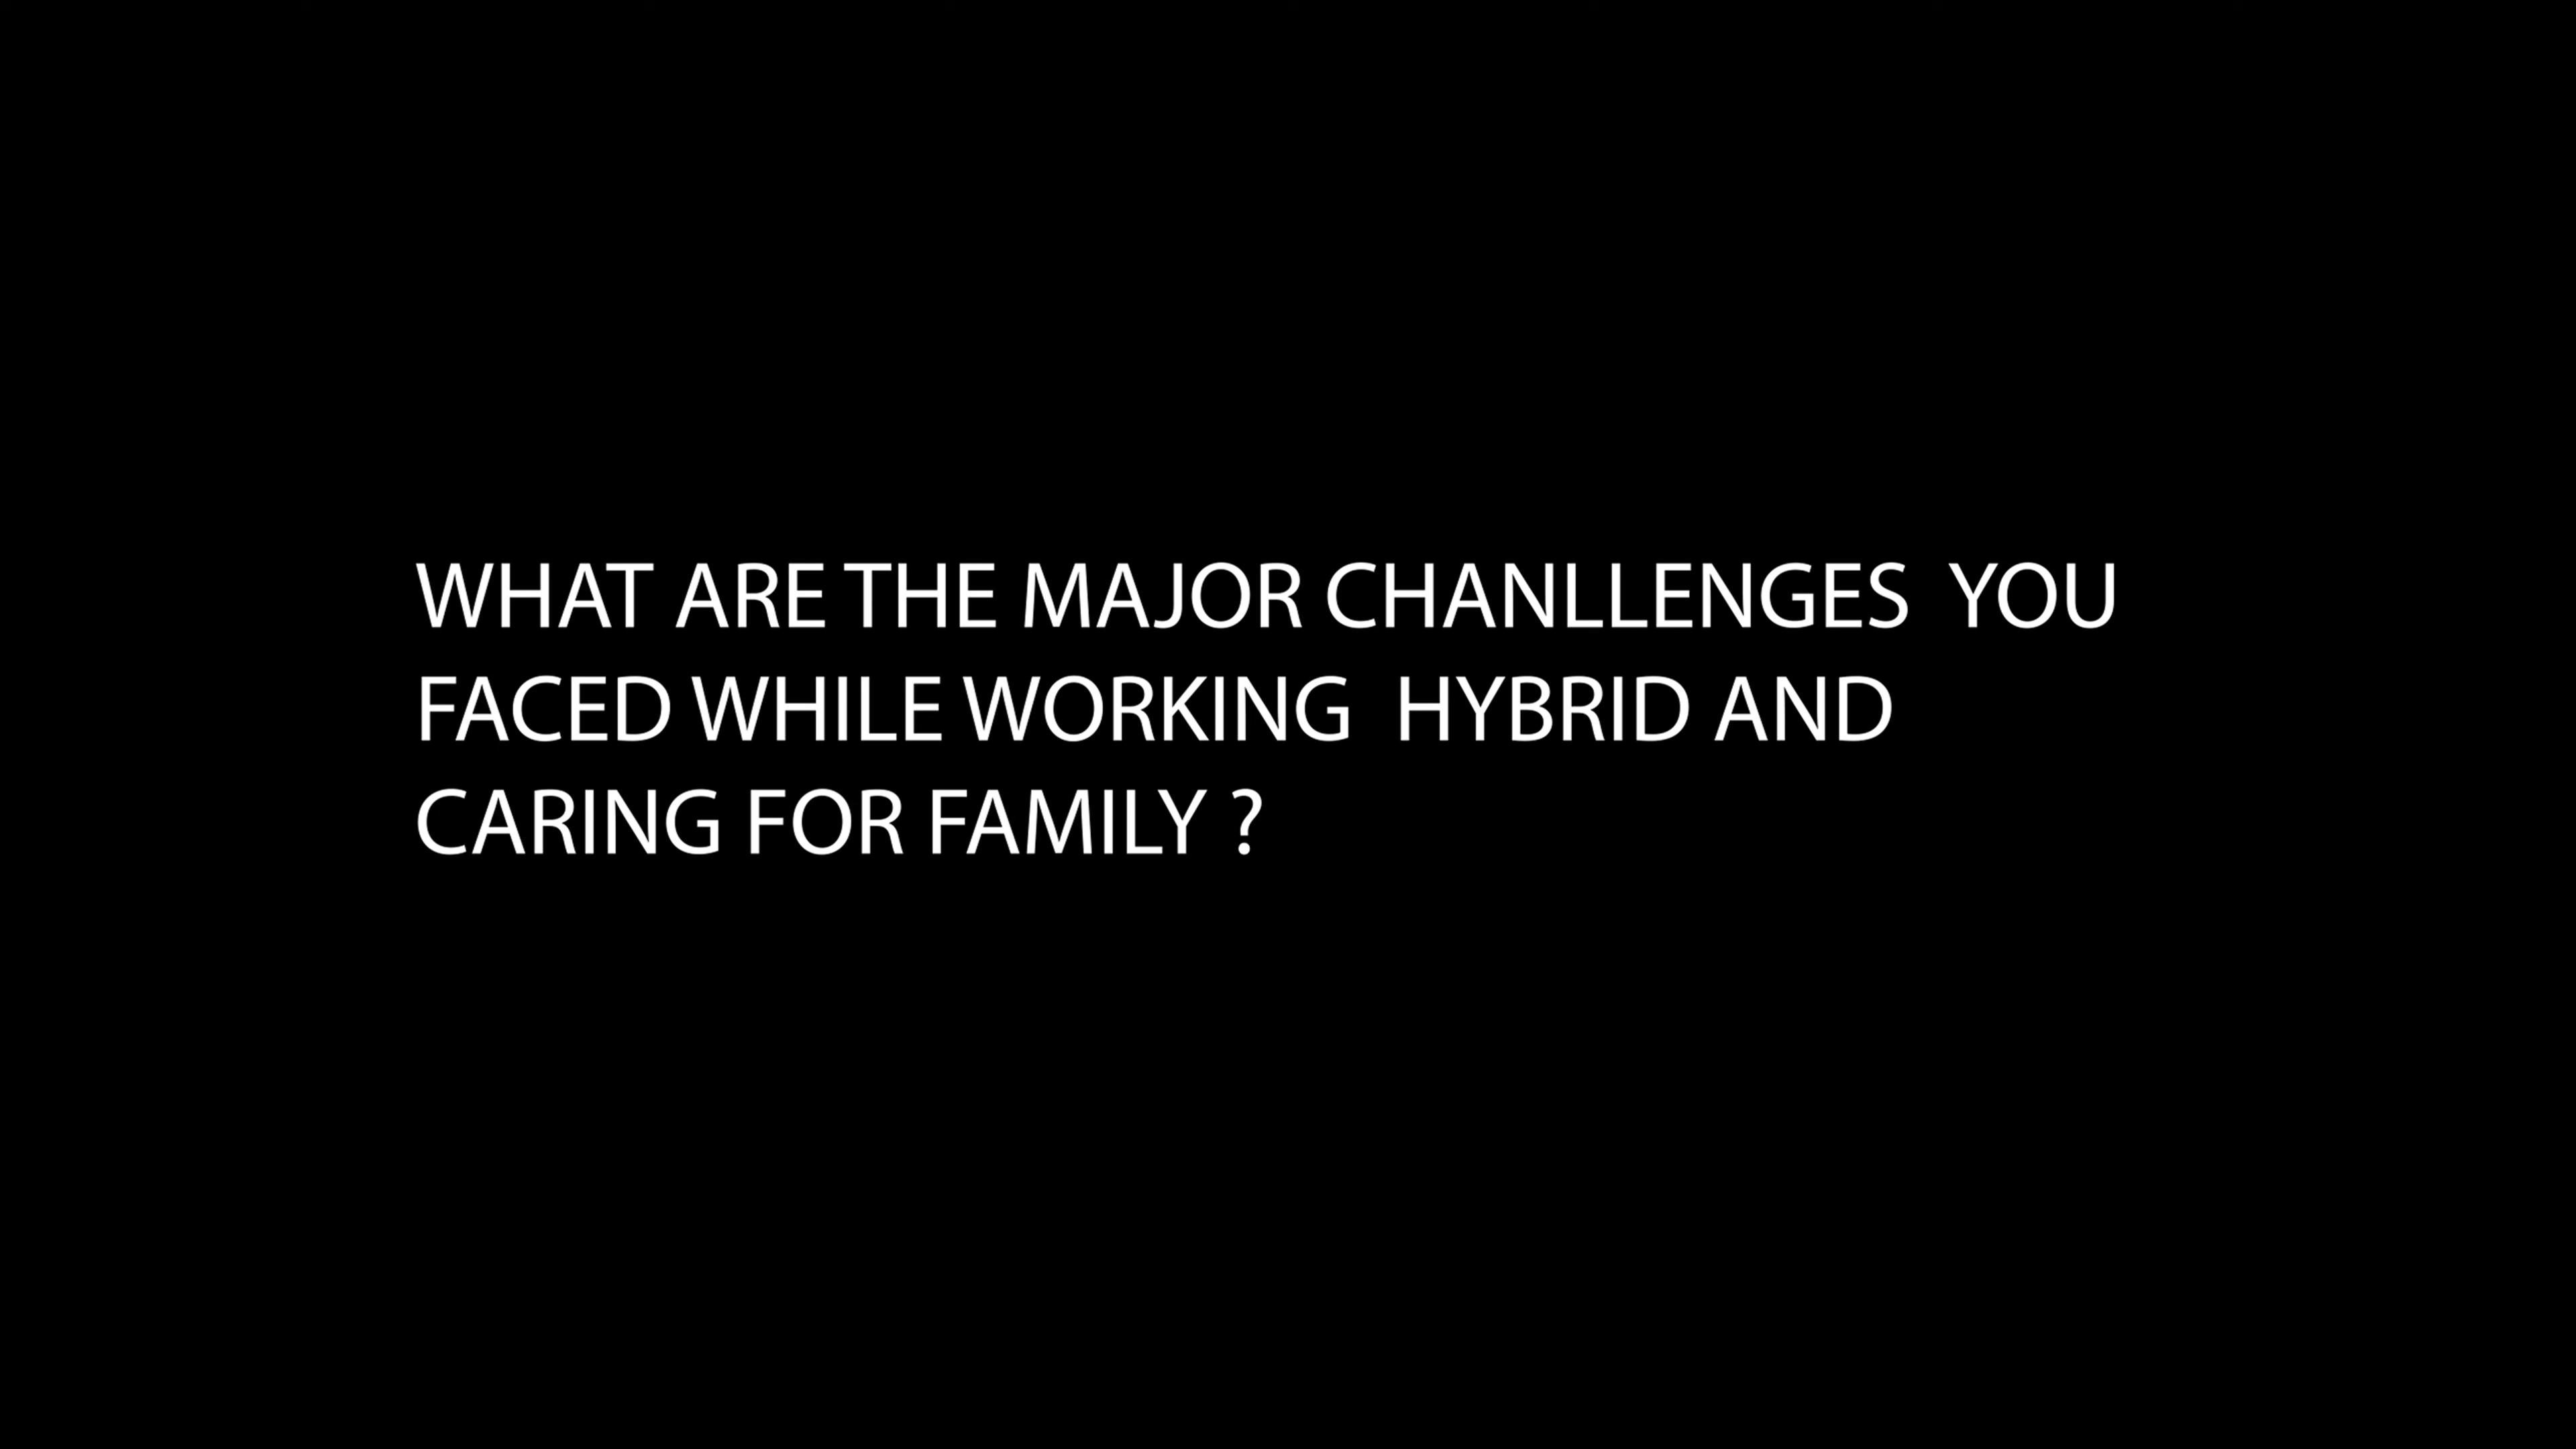 WHAT ARE THE MAJOR CHANLLENGES  YOU
FACED WHILE WORKING  HYBRID AND
CARING FOR FAMILY ?